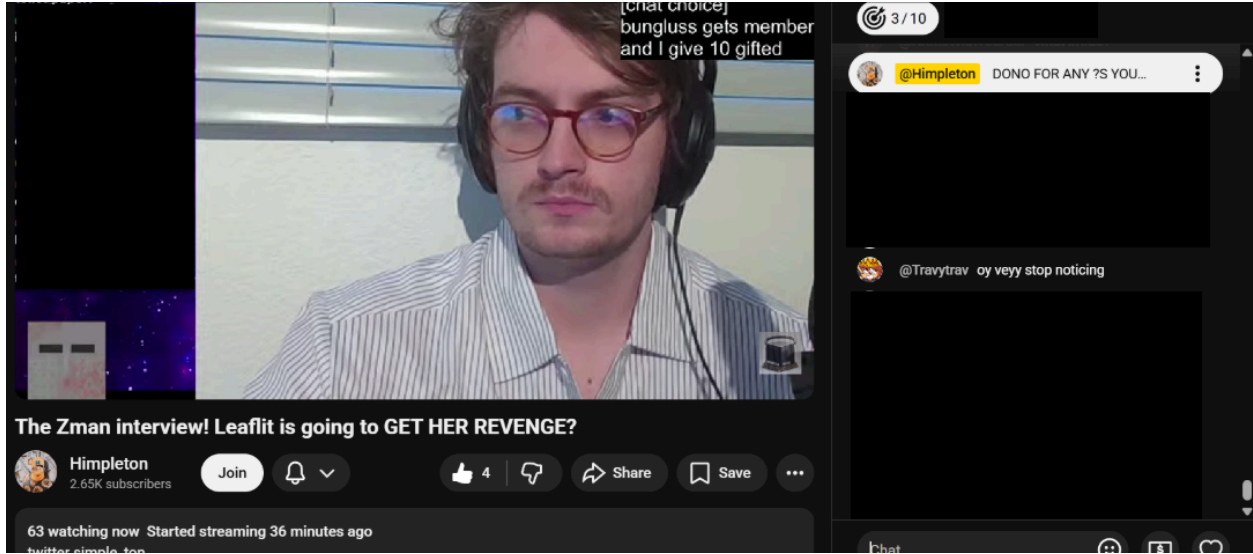 [chat choice]
bungluss gets member
and I give 10 gifted
The Zman interview! Leaflit is going to GET HER REVENGE?
Himpleton
2.65K subscribers
Join
4
Share
Save
63 watching now Started streaming 36 minutes ago
twitter simple_ton
3 / 10
@Himpleton DONO FOR ANY ?S YOU...
@Travytrav oy veyy stop noticing
Chat